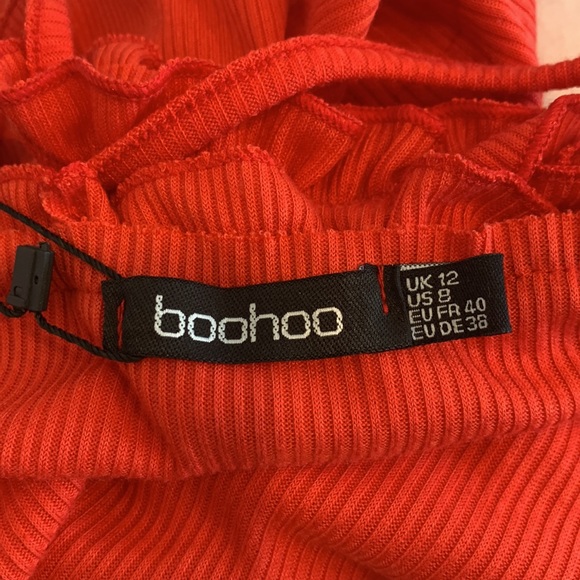 boohoo
UK 12
US 8
EU FR 40
EU DE 38